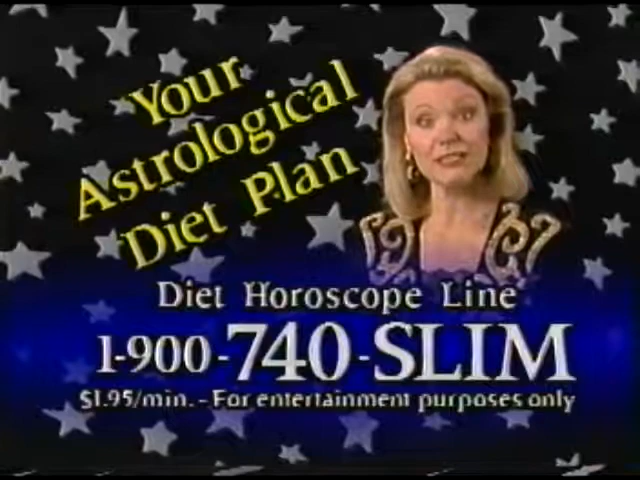 Your
Astrological
Diet Plan
Diet Horoscope Line
1-900-740-SLIM
$1.95/min.-For entertainment purposes only